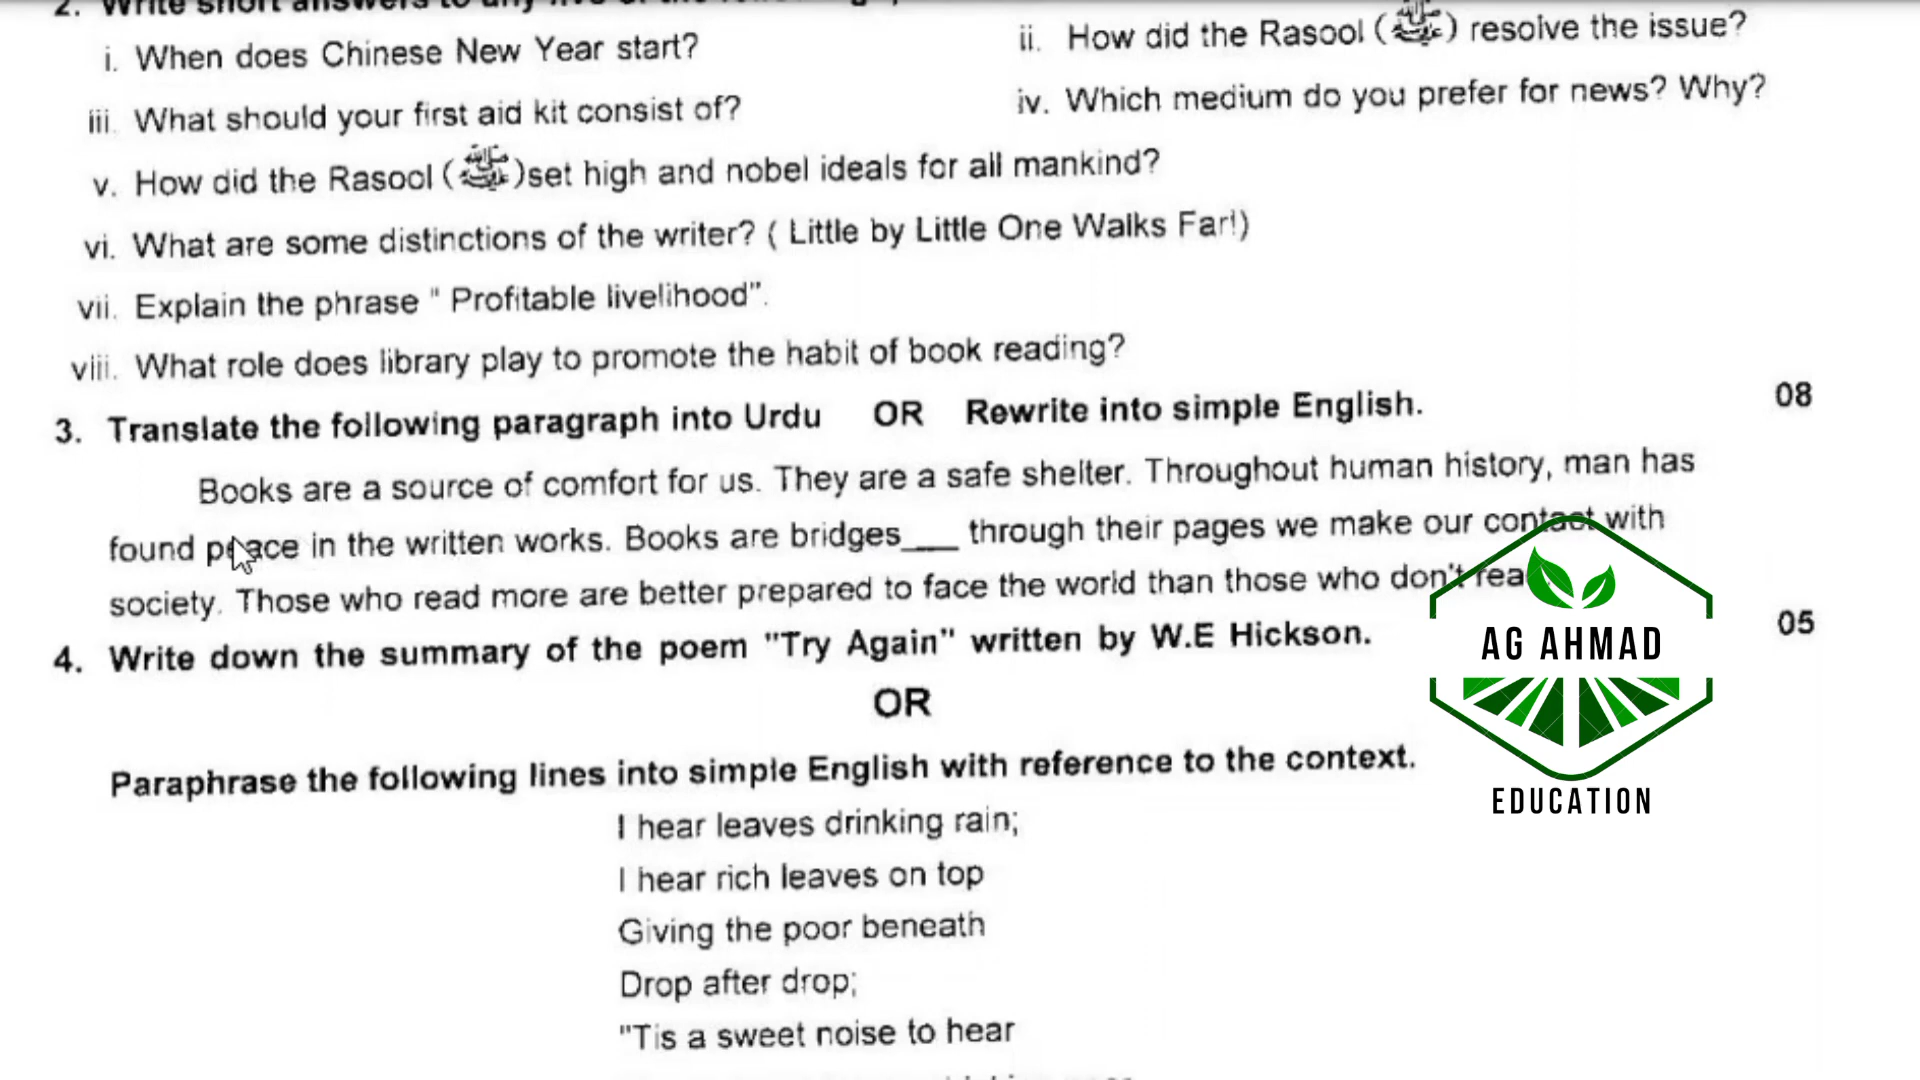 2. Write short answers to any five of the following
i. When does Chinese New Year start?
ii. How did the Rasool (ﷺ) resolve the issue?
iii. What should your first aid kit consist of?
iv. Which medium do you prefer for news? Why?
v. How did the Rasool (ﷺ)set high and nobel ideals for all mankind?
vi. What are some distinctions of the writer? ( Little by Little One Walks Far!)
vii. Explain the phrase " Profitable livelihood".
viii. What role does library play to promote the habit of book reading?
3. Translate the following paragraph into Urdu OR Rewrite into simple English. 08
Books are a source of comfort for us. They are a safe shelter. Throughout human history, man has
found peace in the written works. Books are bridges___ through their pages we make our contact with
society. Those who read more are better prepared to face the world than those who don't
4. Write down the summary of the poem "Try Again" written by W.E Hickson. 05
OR
Paraphrase the following lines into simple English with reference to the context.
I hear leaves drinking rain;
I hear rich leaves on top
Giving the poor beneath
Drop after drop;
"Tis a sweet noise to hear
AG AHMAD
EDUCATION